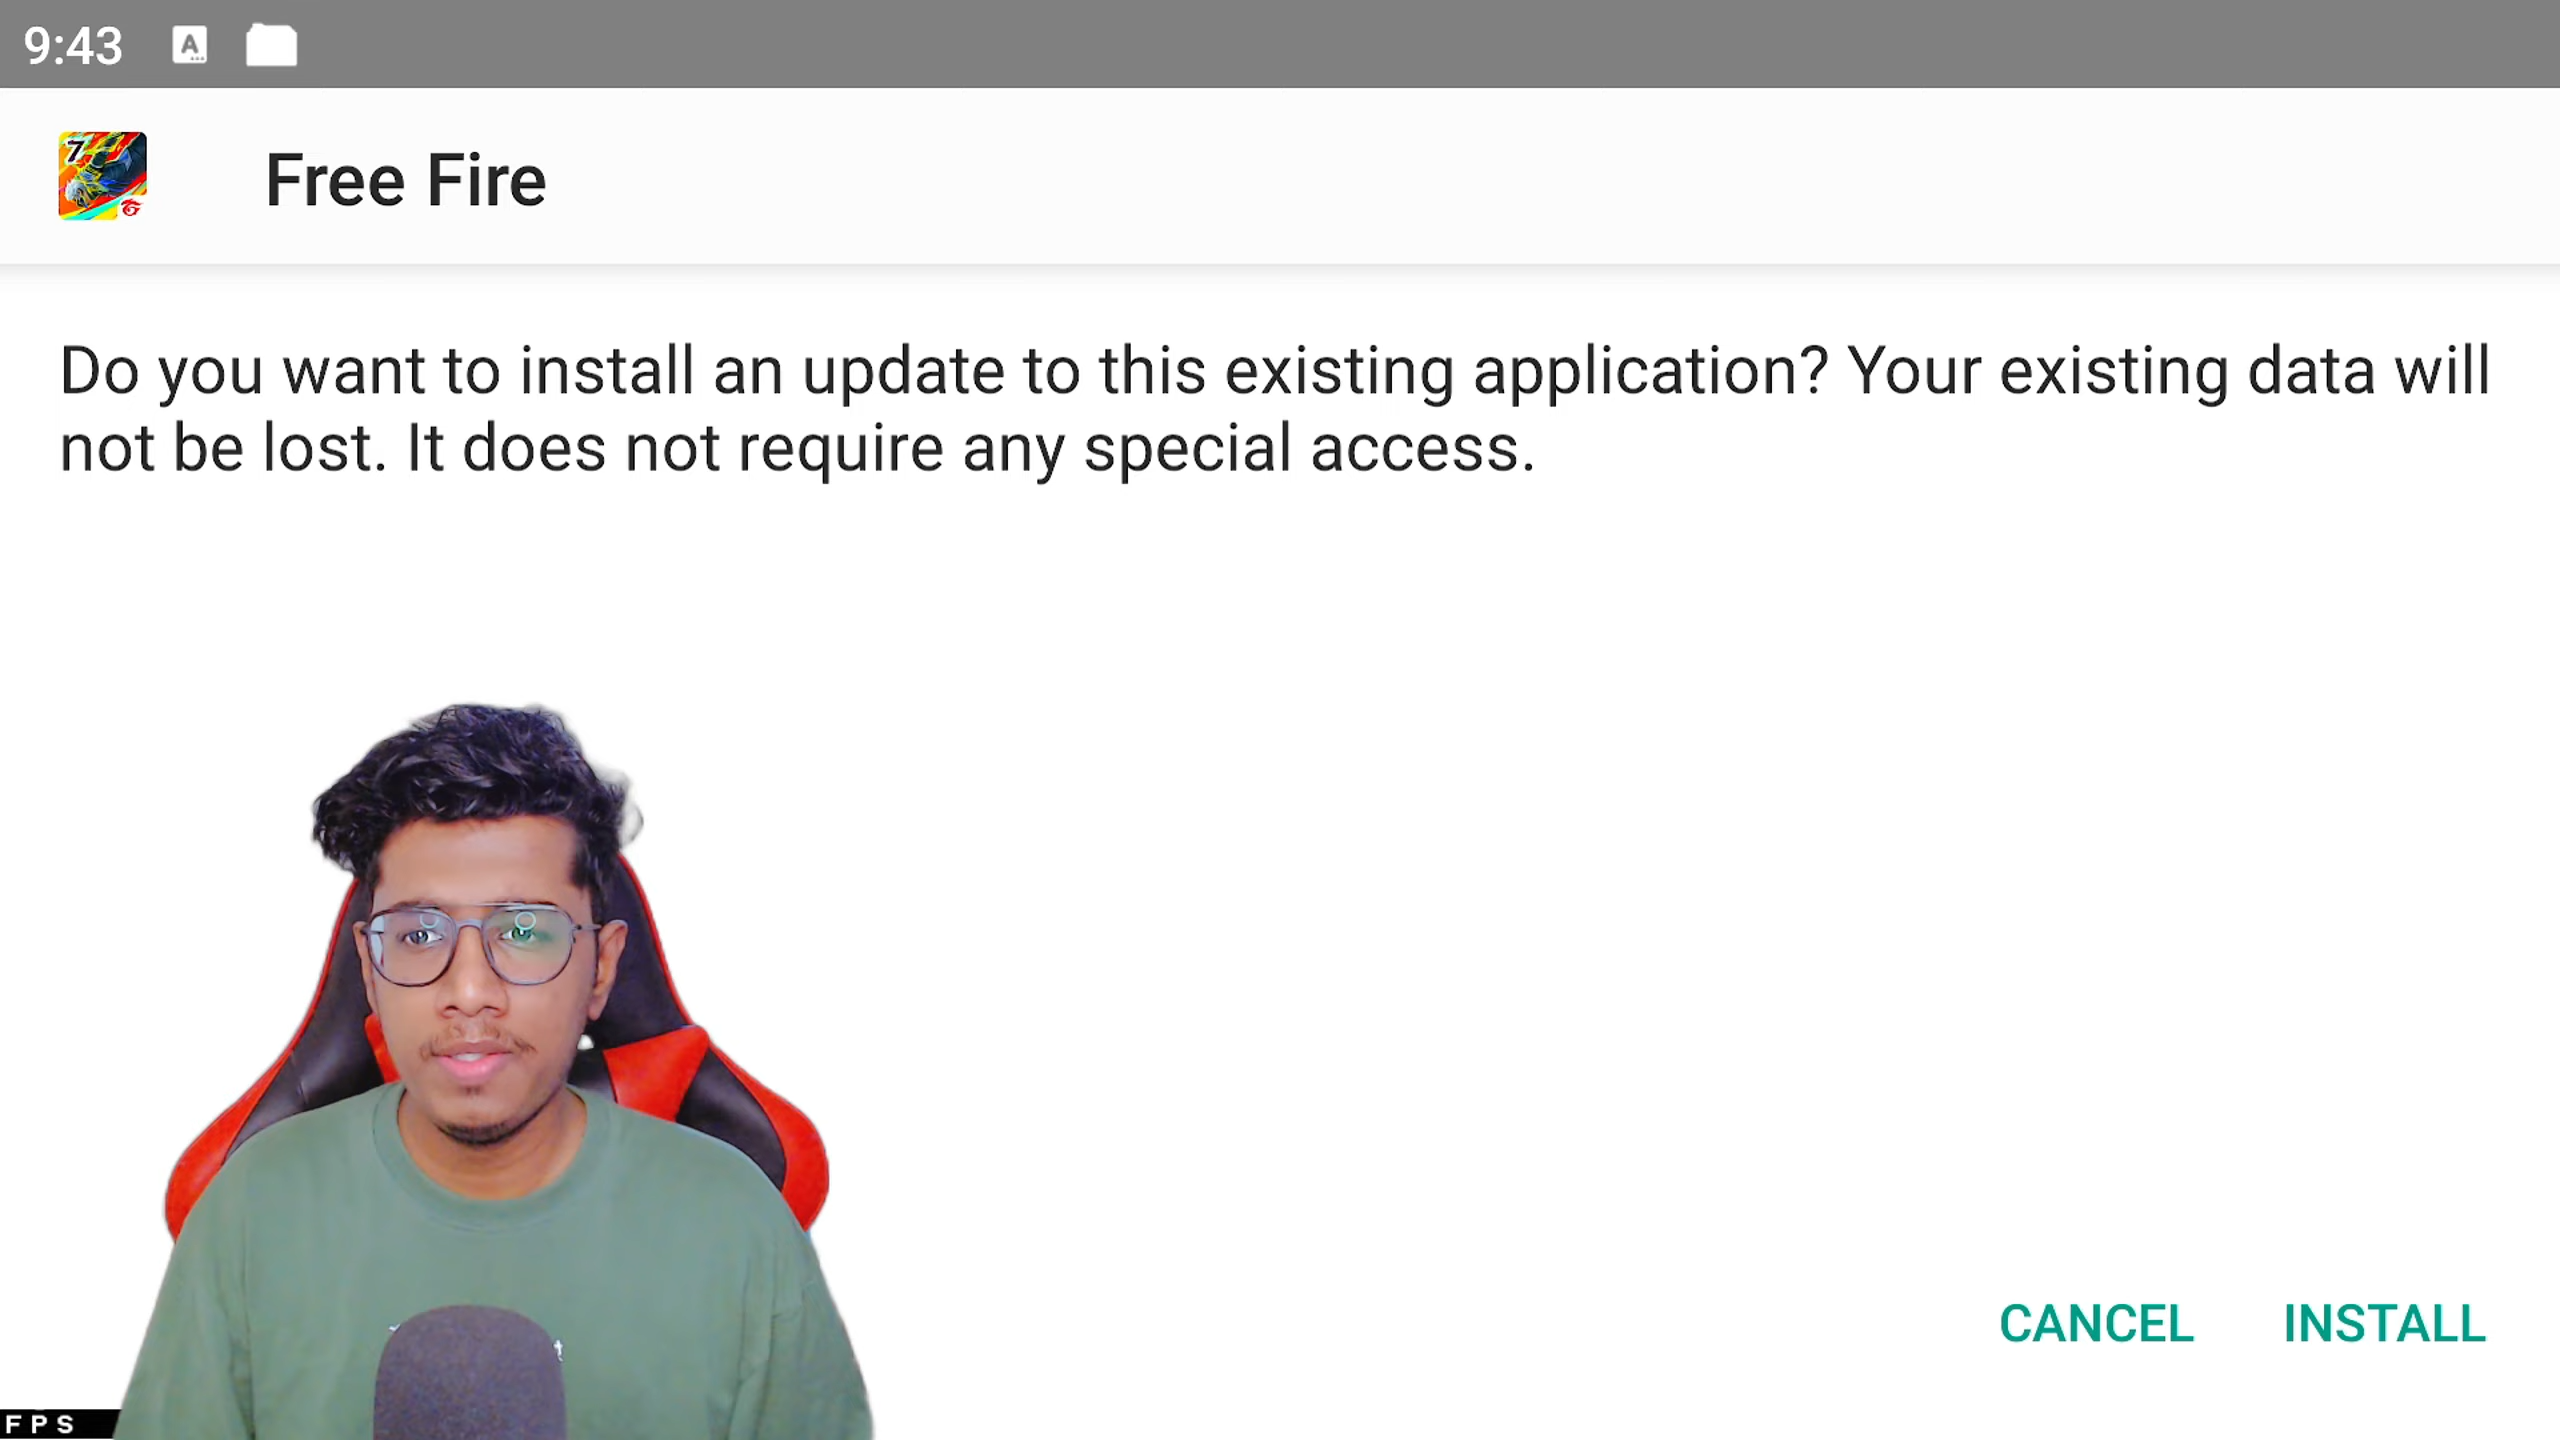 9:43
A
7
Free Fire
Do you want to install an update to this existing application? Your existing data will
not be lost. It does not require any special access.
CANCEL INSTALL
t
FPS